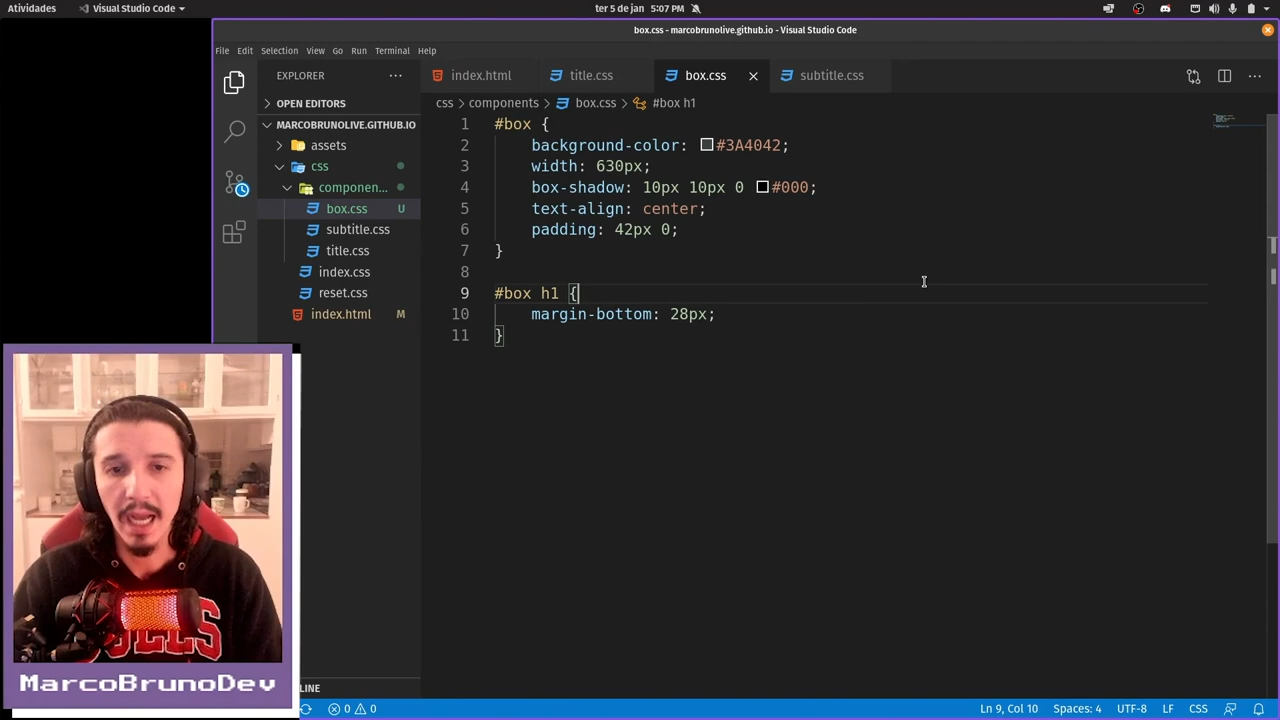 Atividades Visual Studio Code ter 5 de jan 5:07 PM
box.css - marcobrunolive.github.io - Visual Studio Code
File Edit Selection View Go Run Terminal Help
EXPLORER
OPEN EDITORS
MARCOBRUNOLIVE.GITHUB.IO
assets
css
componen...
box.css U
subtitle.css
title.css
index.css
reset.css
index.html M
index.html title.css box.css subtitle.css
css > components > box.css > #box h1
1 #box {
2 background-color: #3A4042;
3 width: 630px;
4 box-shadow: 10px 10px 0 #000;
5 text-align: center;
6 padding: 42px 0;
7 }
8
9 #box h1 {
10 margin-bottom: 28px;
11 }
BULLS
MarcoBrunoDev
LINE
0 0 Ln 9, Col 10 Spaces: 4 UTF-8 LF CSS